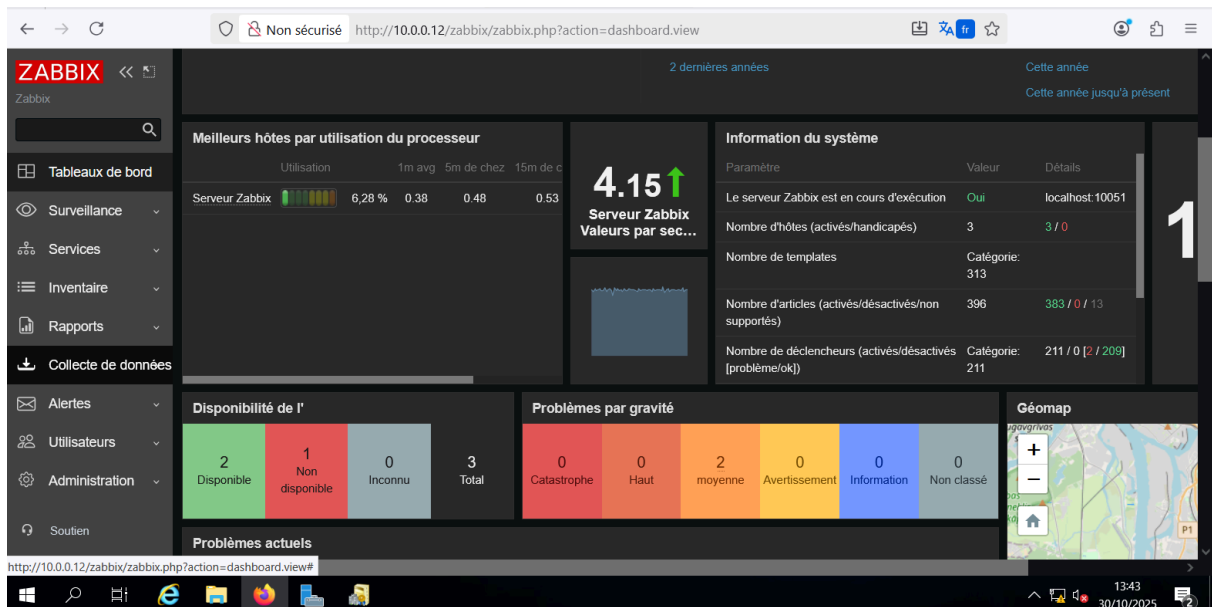 Non sécurisé http://10.0.0.12/zabbix/zabbix.php?action=dashboard.view fr
ZABBIX
Zabbix
Tableaux de bord
Surveillance
Services
Inventaire
Rapports
Collecte de données
Alertes
Utilisateurs
Administration
Soutien
2 dernières années
Cette année
Cette année jusqu'à présent
Meilleurs hôtes par utilisation du processeur
Utilisation 1m avg 5m de chez 15m de c
Serveur Zabbix 6,28 % 0.38 0.48 0.53
4.15
Serveur Zabbix
Valeurs par sec...
Information du système
Paramètre Valeur Détails
Le serveur Zabbix est en cours d'exécution Oui localhost:10051
Nombre d'hôtes (activés/handicapés) 3 3 / 0
Nombre de templates Catégorie:
313
Nombre d'articles (activés/désactivés/non 396 383 / 0 / 13
supportés)
Nombre de déclencheurs (activés/désactivés Catégorie: 211 / 0 [2 / 209]
[problème/ok]) 211
1
Disponibilité de l'
2
Disponible
1
Non
disponible
0
Inconnu
3
Total
Problèmes par gravité
0
Catastrophe
0
Haut
2
moyenne
0
Avertissement
0
Information
0
Non classé
Géomap
ugavgrīvas
+
−
P1
Problèmes actuels
http://10.0.0.12/zabbix/zabbix.php?action=dashboard.view#
13:43
30/10/2025
2